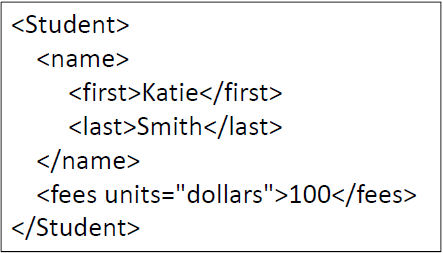 <Student>
<name>
<first>Katie</first>
<last>Smith</last>
</name>
<fees units="dollars">100</fees>
</Student>